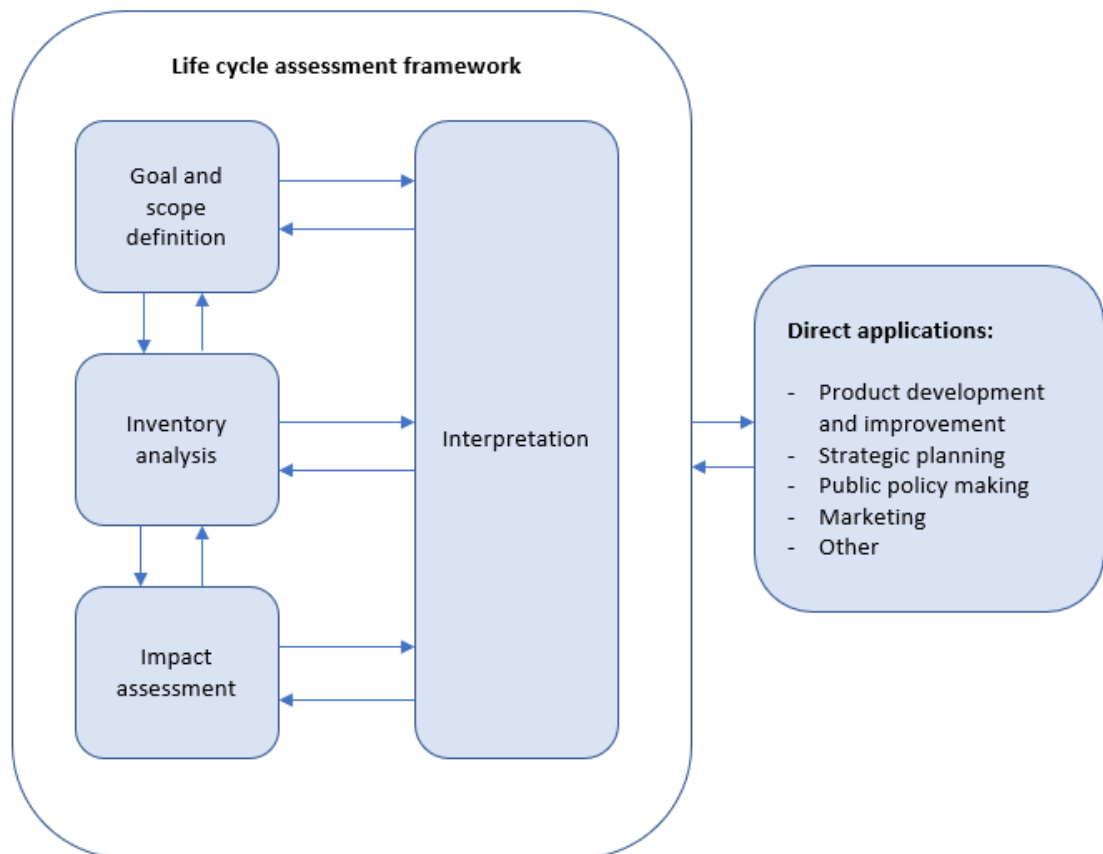 Life cycle assessment framework
Goal and
scope
definition
Inventory
analysis
Impact
assessment
Interpretation
Direct applications:
- Product development
and improvement
- Strategic planning
- Public policy making
- Marketing
- Other